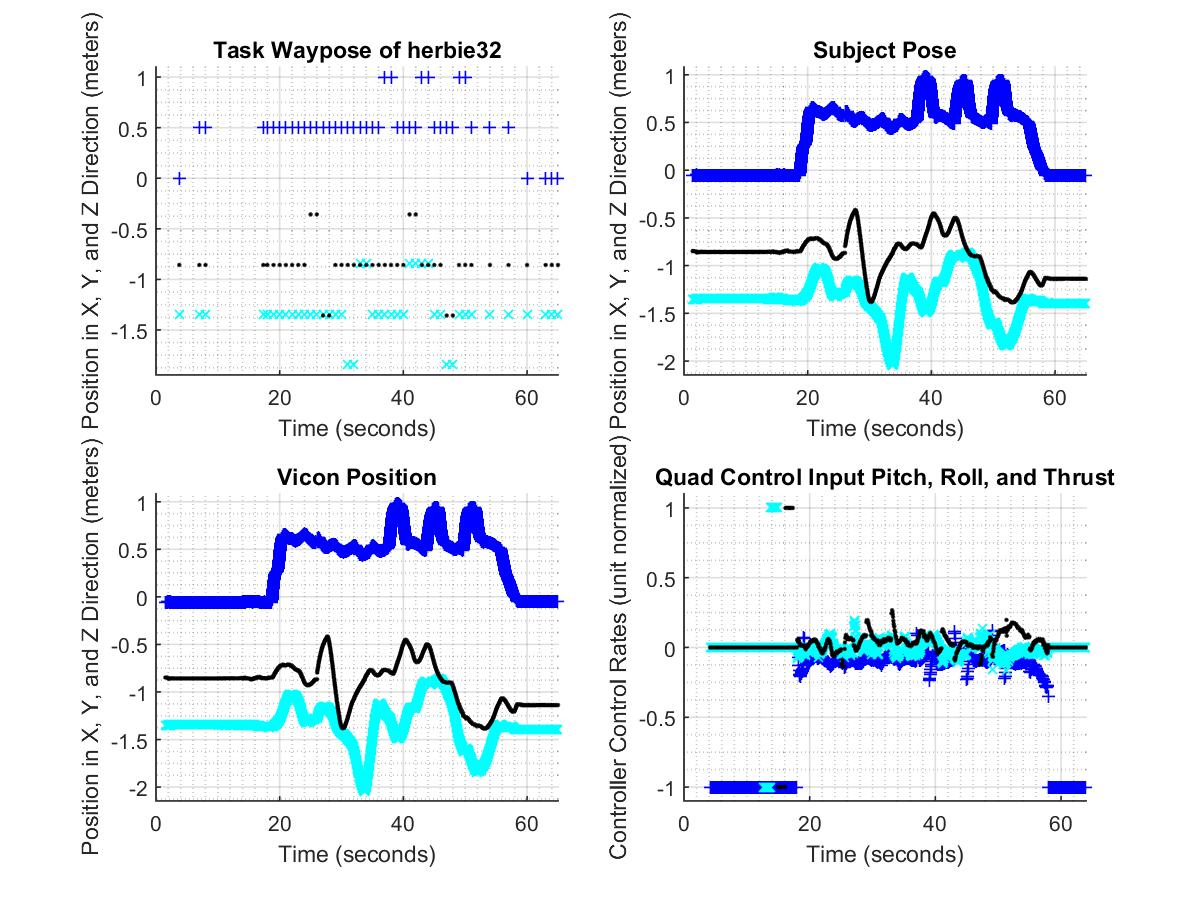 Task Waypose of herbie32
Position in X, Y, and Z Direction (meters)
1
0.5
0
-0.5
-1
-1.5
0 20 40 60
Time (seconds)
Subject Pose
Position in X, Y, and Z Direction (meters)
1
0.5
0
-0.5
-1
-1.5
-2
0 20 40 60
Time (seconds)
Vicon Position
Position in X, Y, and Z Direction (meters)
1
0.5
0
-0.5
-1
-1.5
-2
0 20 40 60
Time (seconds)
Quad Control Input Pitch, Roll, and Thrust
Controller Control Rates (unit normalized)
1
0.5
0
-0.5
-1
0 20 40 60
Time (seconds)